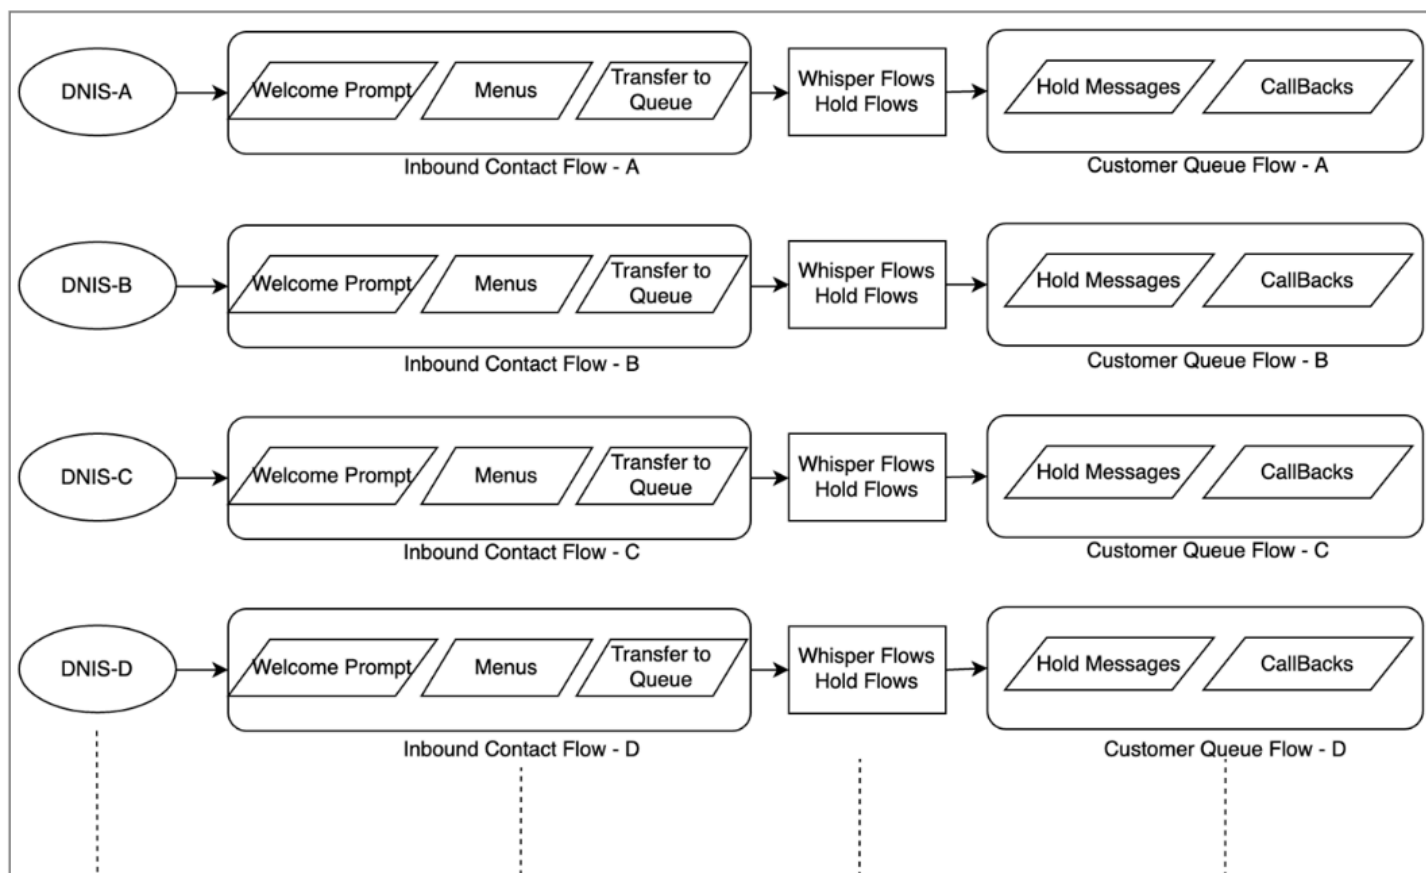 DNIS-A
Welcome Prompt
Menus
Transfer to
Queue
Inbound Contact Flow - A
Whisper Flows
Hold Flows
Hold Messages
CallBacks
Customer Queue Flow - A
DNIS-B
Welcome Prompt
Menus
Transfer to
Queue
Inbound Contact Flow - B
Whisper Flows
Hold Flows
Hold Messages
CallBacks
Customer Queue Flow - B
DNIS-C
Welcome Prompt
Menus
Transfer to
Queue
Inbound Contact Flow - C
Whisper Flows
Hold Flows
Hold Messages
CallBacks
Customer Queue Flow - C
DNIS-D
Welcome Prompt
Menus
Transfer to
Queue
Inbound Contact Flow - D
Whisper Flows
Hold Flows
Hold Messages
CallBacks
Customer Queue Flow - D